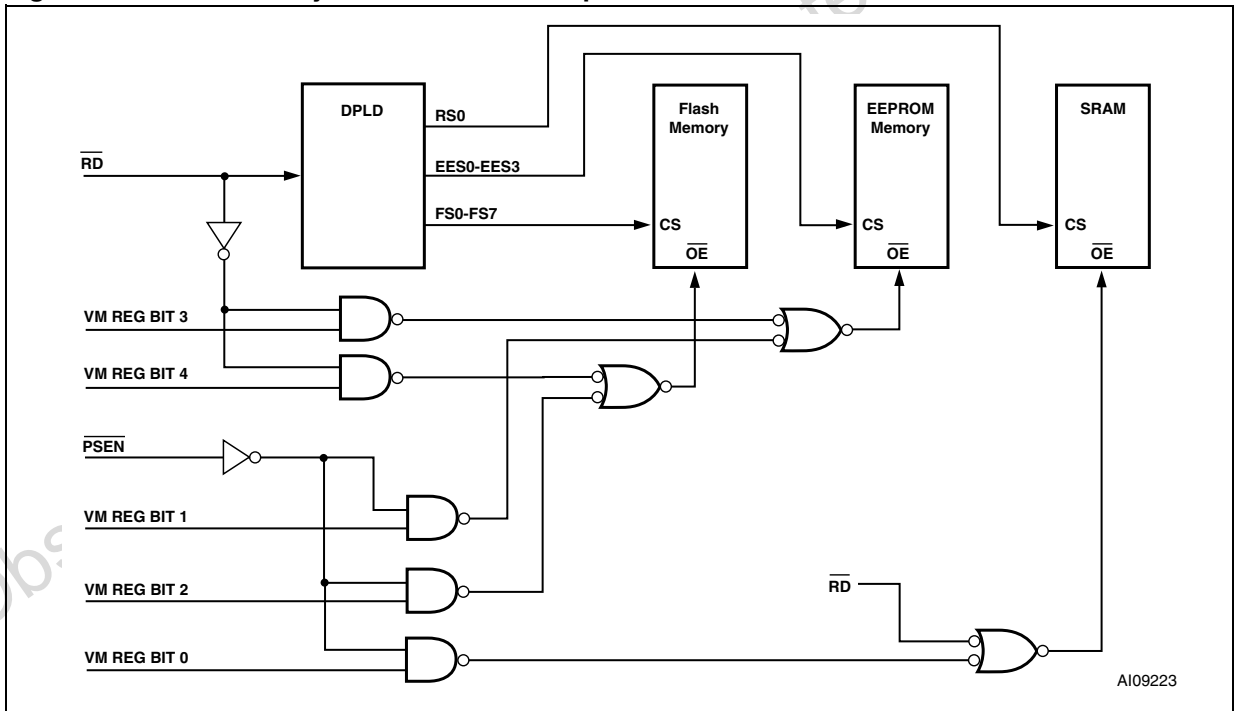 DPLD
RS0
EES0-EES3
FS0-FS7
Flash
Memory
CS
OE
EEPROM
Memory
CS
OE
SRAM
CS
OE
RD
VM REG BIT 3
VM REG BIT 4
PSEN
VM REG BIT 1
VM REG BIT 2
VM REG BIT 0
RD
AI09223